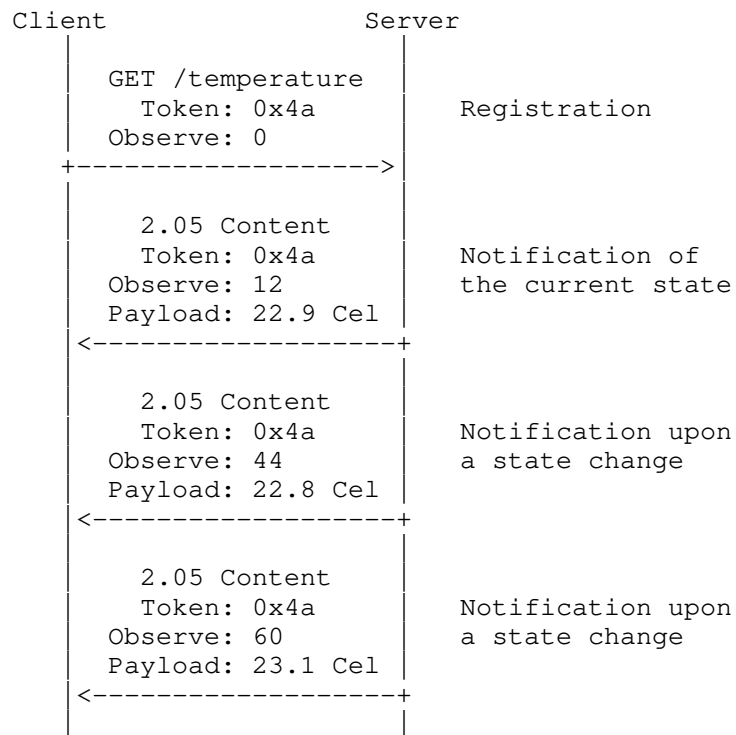 Client Server
GET /temperature
Token: 0x4a Registration
Observe: 0
+------------------->
2.05 Content
Token: 0x4a Notification of
Observe: 12 the current state
Payload: 22.9 Cel
<-------------------+
2.05 Content
Token: 0x4a Notification upon
Observe: 44 a state change
Payload: 22.8 Cel
<-------------------+
2.05 Content
Token: 0x4a Notification upon
Observe: 60 a state change
Payload: 23.1 Cel
<-------------------+